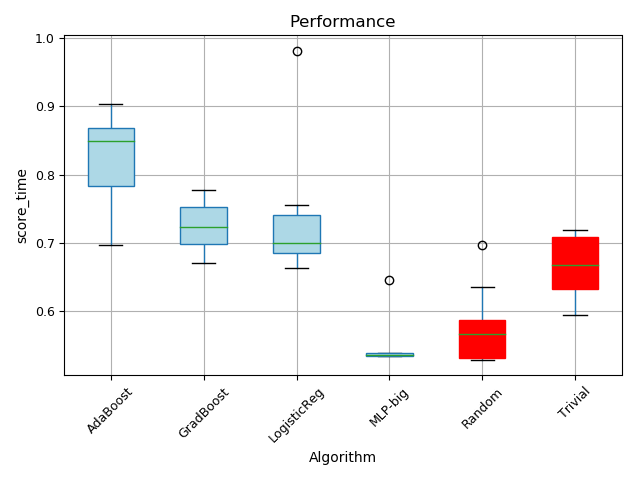 Performance
1.0
0.9
0.8
0.7
0.6
score_time
AdaBoost
GradBoost
LogisticReg
MLP-big
Random
Trivial
Algorithm